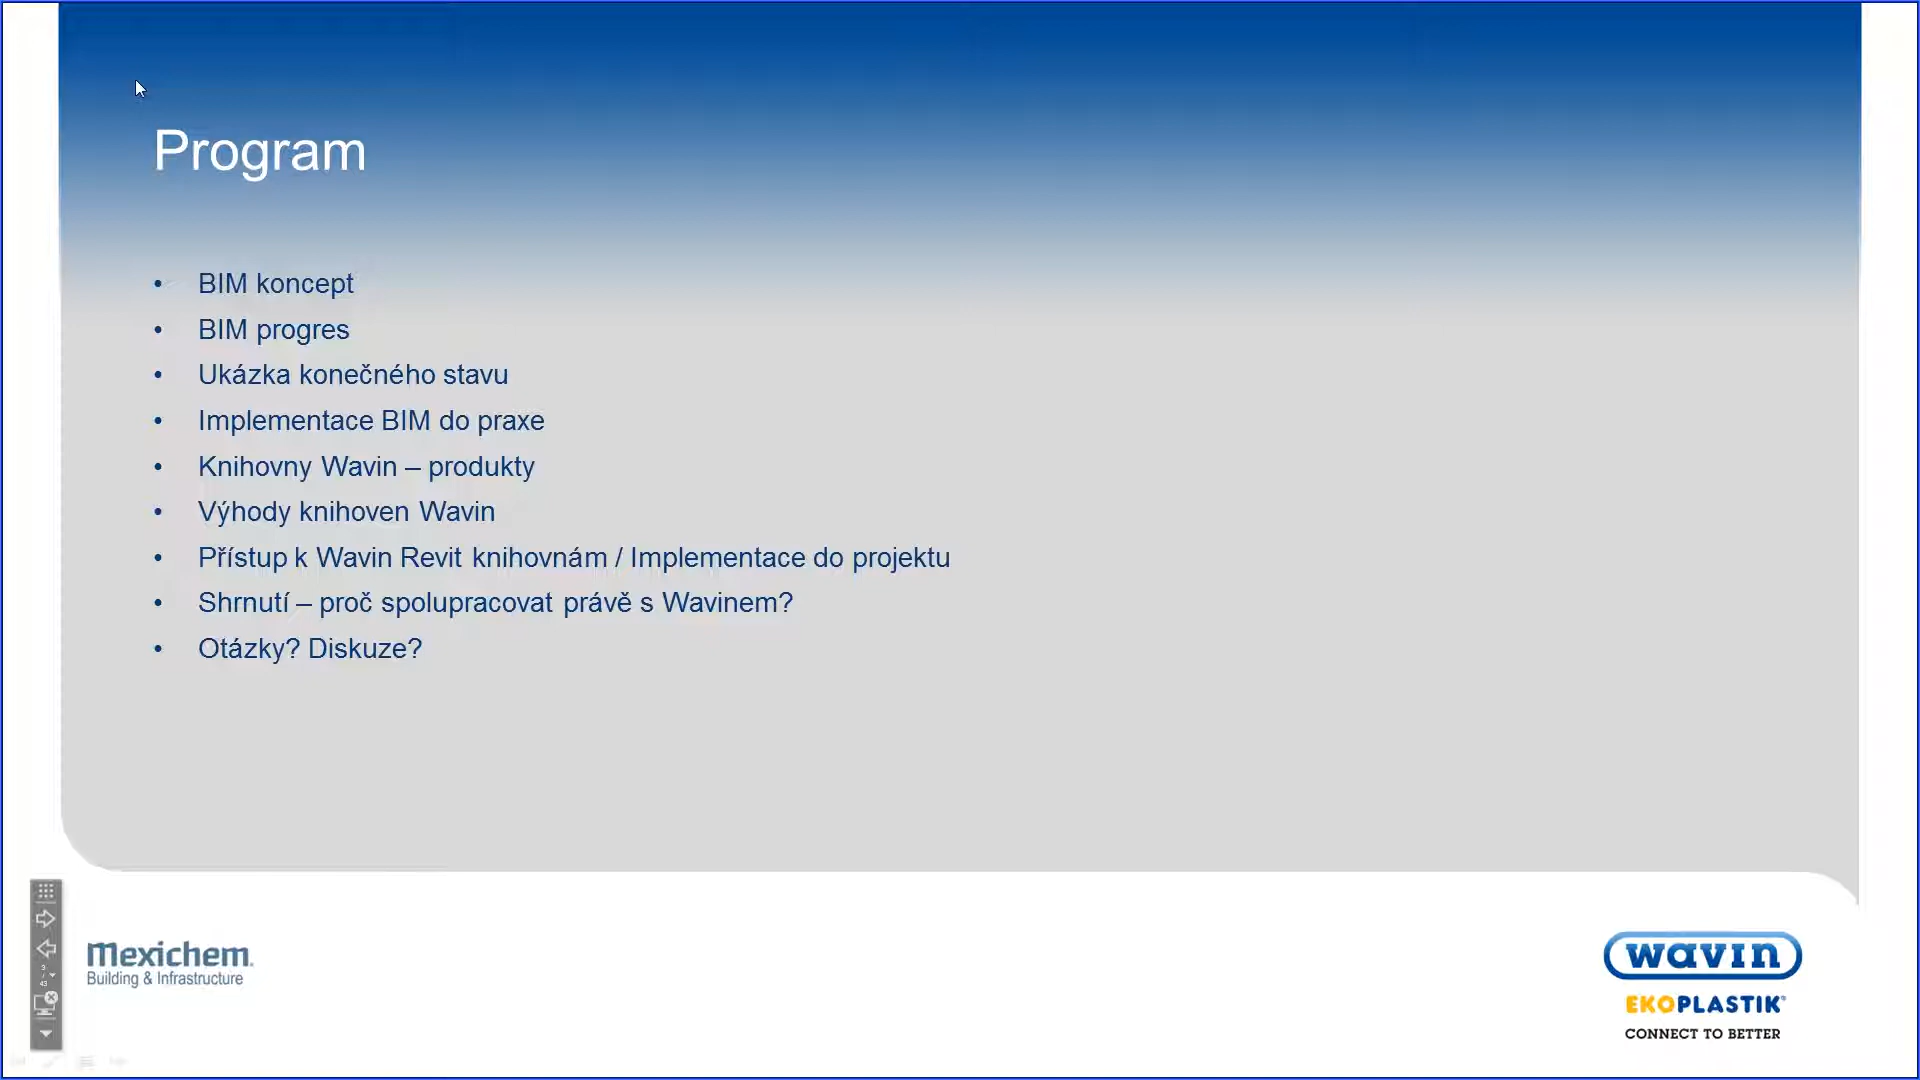 Program
• BIM koncept
• BIM progres
• Ukázka konečného stavu
• Implementace BIM do praxe
• Knihovny Wavin – produkty
• Výhody knihoven Wavin
• Přístup k Wavin Revit knihovnám / Implementace do projektu
• Shrnutí – proč spolupracovat právě s Wavinem?
• Otázky? Diskuze?
3
/
43
Mexichem.
Building & Infrastructure
wavin
EKOPLASTIK®
CONNECT TO BETTER